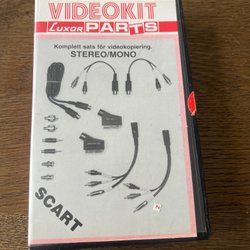 VIDEOKIT
LUXOR PARTS
Komplett sats för videokopiering.
STEREO/MONO
SCART